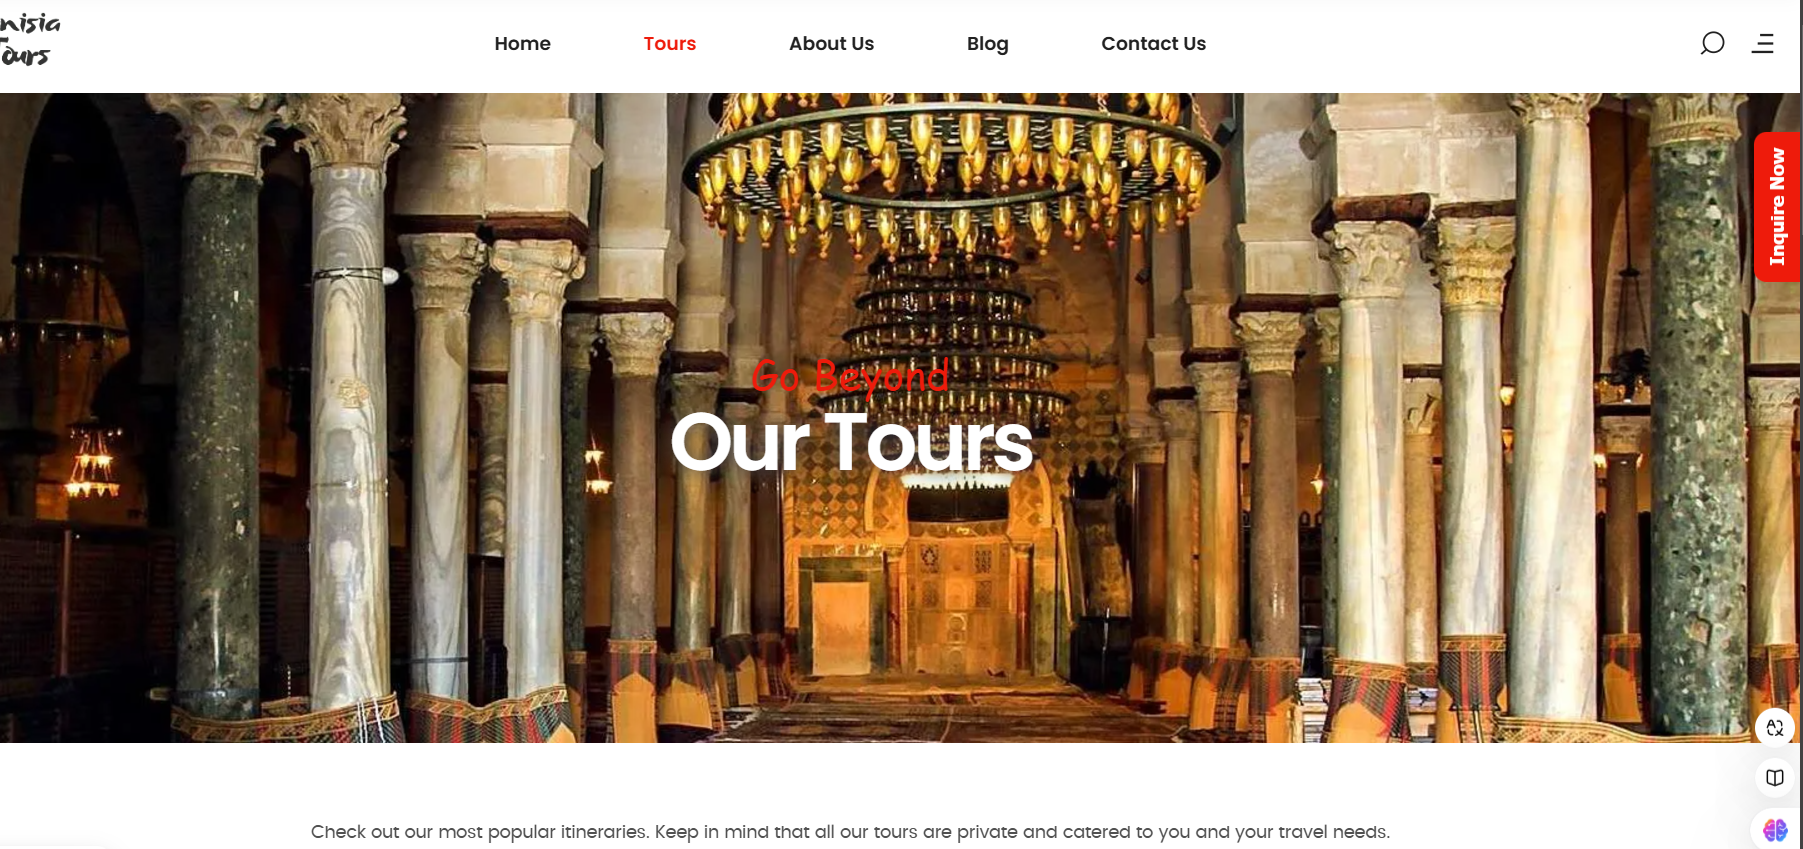 nisia
Tours
Home
Tours
About Us
Blog
Contact Us
Inquire Now
Go Beyond
Our Tours
Check out our most popular itineraries. Keep in mind that all our tours are private and catered to you and your travel needs.